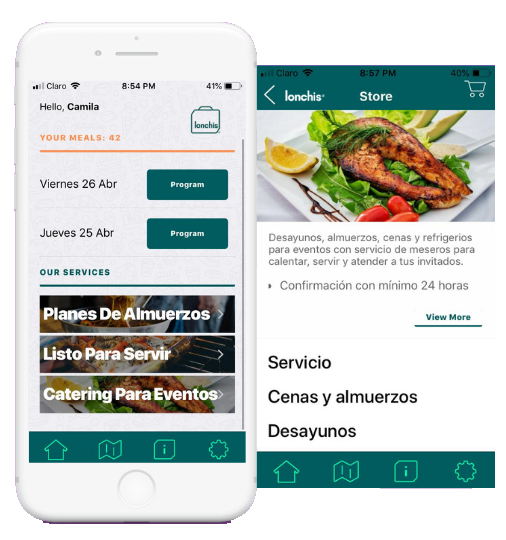 Claro 8:54 PM 41%
Hello, Camila
lonchis
YOUR MEALS: 42
Viernes 26 Abr
Program
Jueves 25 Abr
Program
OUR SERVICES
Planes De Almuerzos
Listo Para Servir
Catering Para Eventos
Claro 8:57 PM 40%
lonchis
Store
Desayunos, almuerzos, cenas y refrigerios
para eventos con servicio de meseros para
calentar, servir y atender a tus invitados.
Confirmación con mínimo 24 horas
View More
Servicio
Cenas y almuerzos
Desayunos